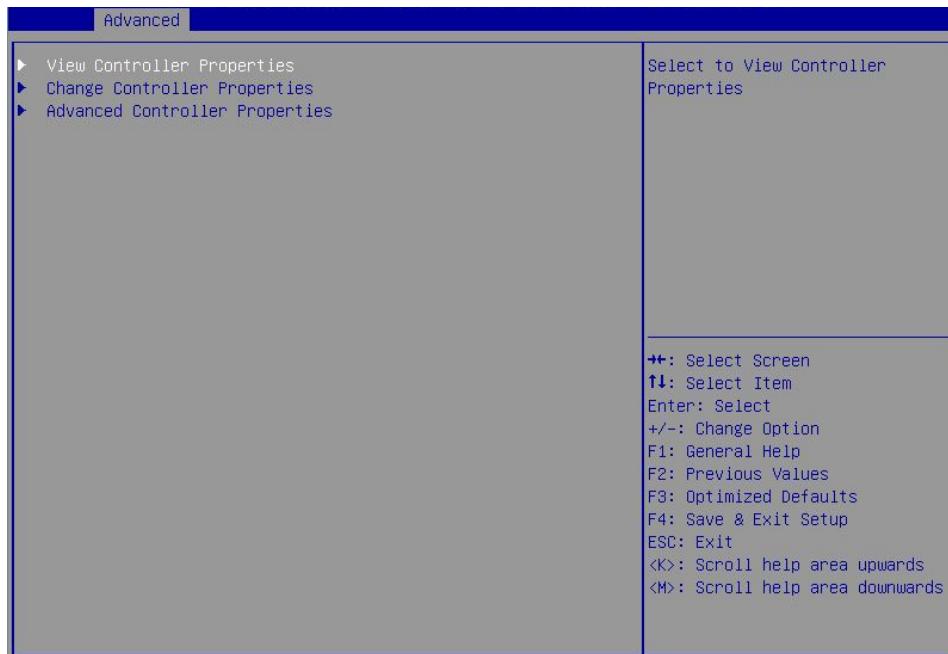 Advanced
View Controller Properties
Change Controller Properties
Advanced Controller Properties
Select to View Controller
Properties
→←: Select Screen
↑↓: Select Item
Enter: Select
+/-: Change Option
F1: General Help
F2: Previous Values
F3: Optimized Defaults
F4: Save & Exit Setup
ESC: Exit
<K>: Scroll help area upwards
<M>: Scroll help area downwards